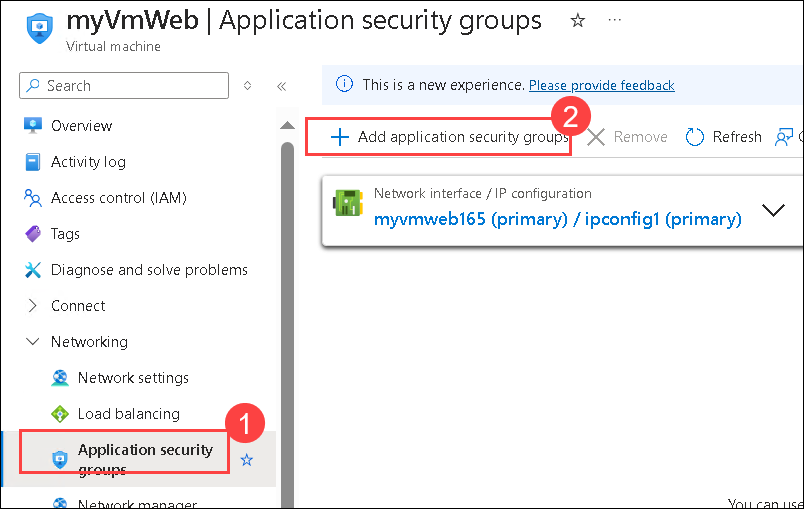 myVmWeb | Application security groups
Virtual machine
Search
This is a new experience. Please provide feedback
2
Add application security groups
Remove
Refresh
Overview
Activity log
Access control (IAM)
Tags
Diagnose and solve problems
Connect
Networking
Network settings
Load balancing
1
Application security
groups
Network manager
Network interface / IP configuration
myvmweb165 (primary) / ipconfig1 (primary)
You can use